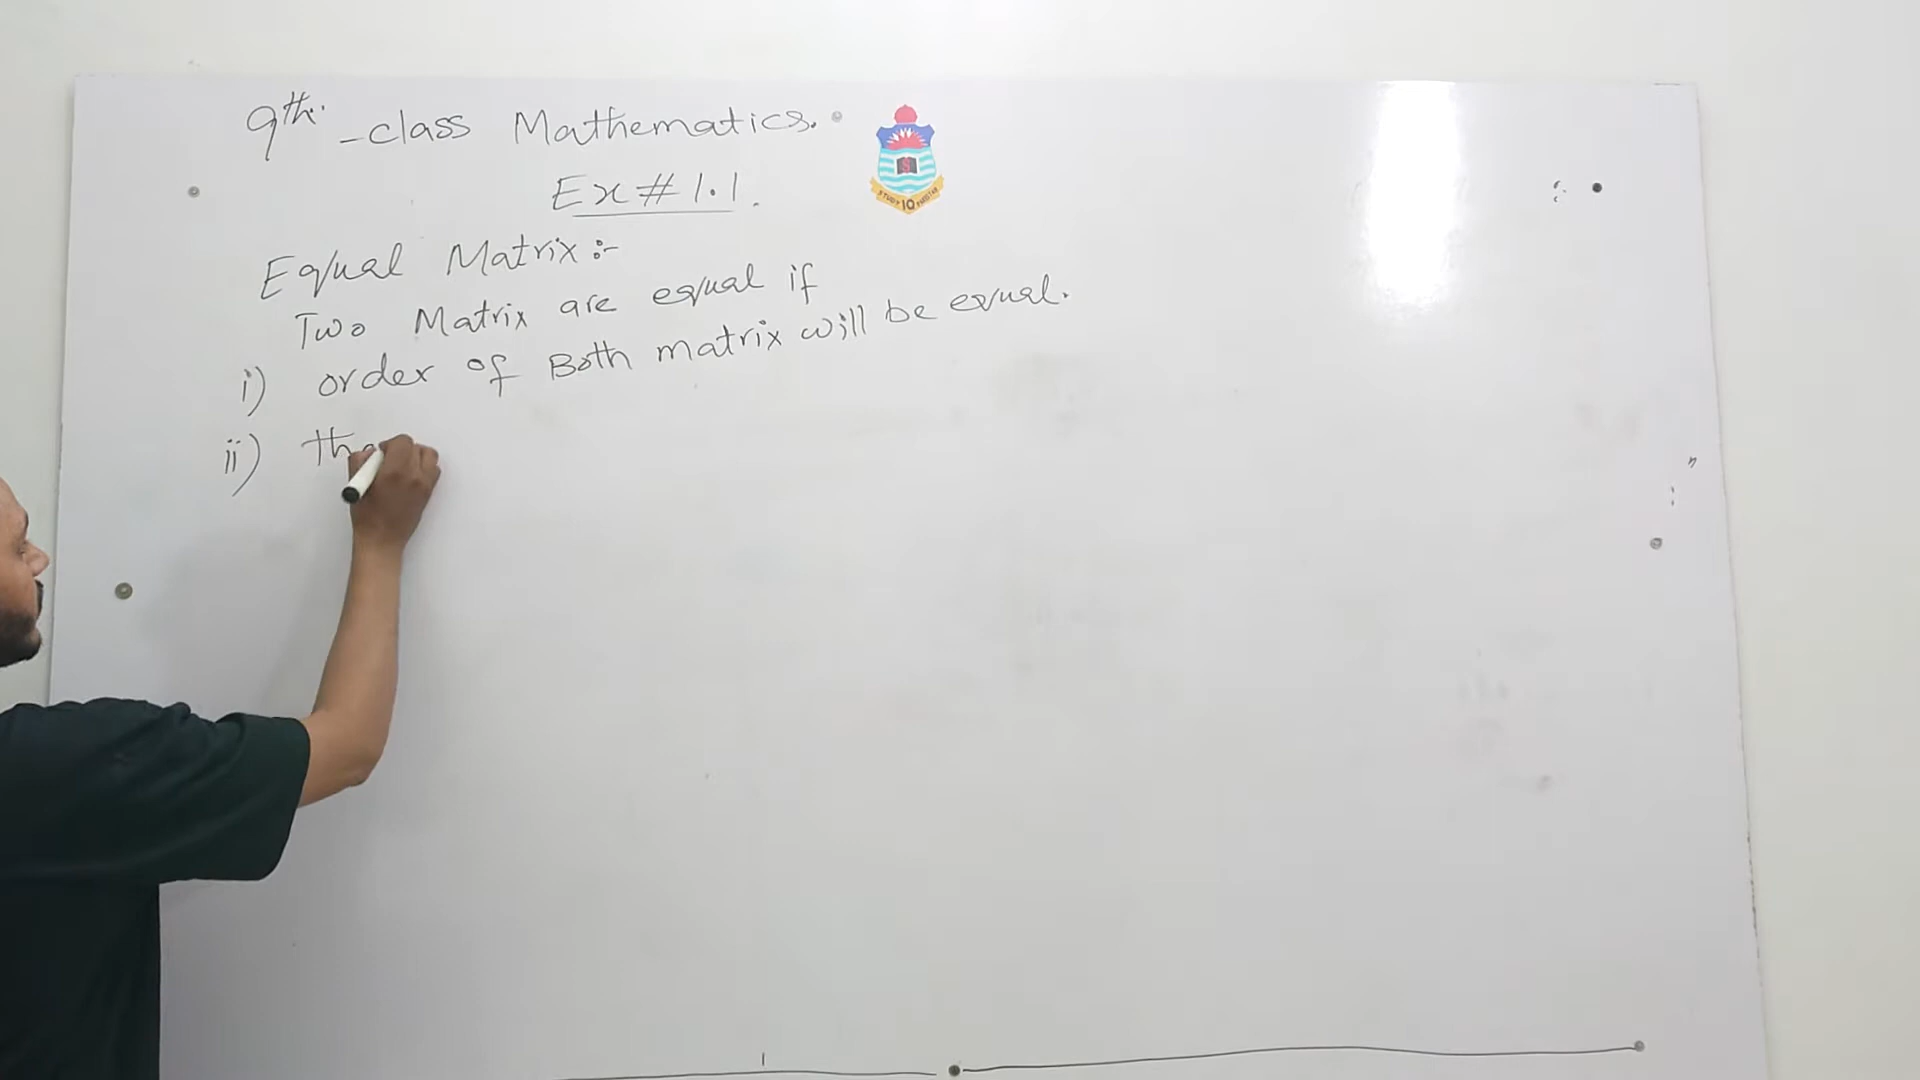 9th. -class Mathematics.
Ex # 1.1.
Equal Matrix :-
Two Matrix are equal if
i) order of Both matrix will be equal.
ii) the
10